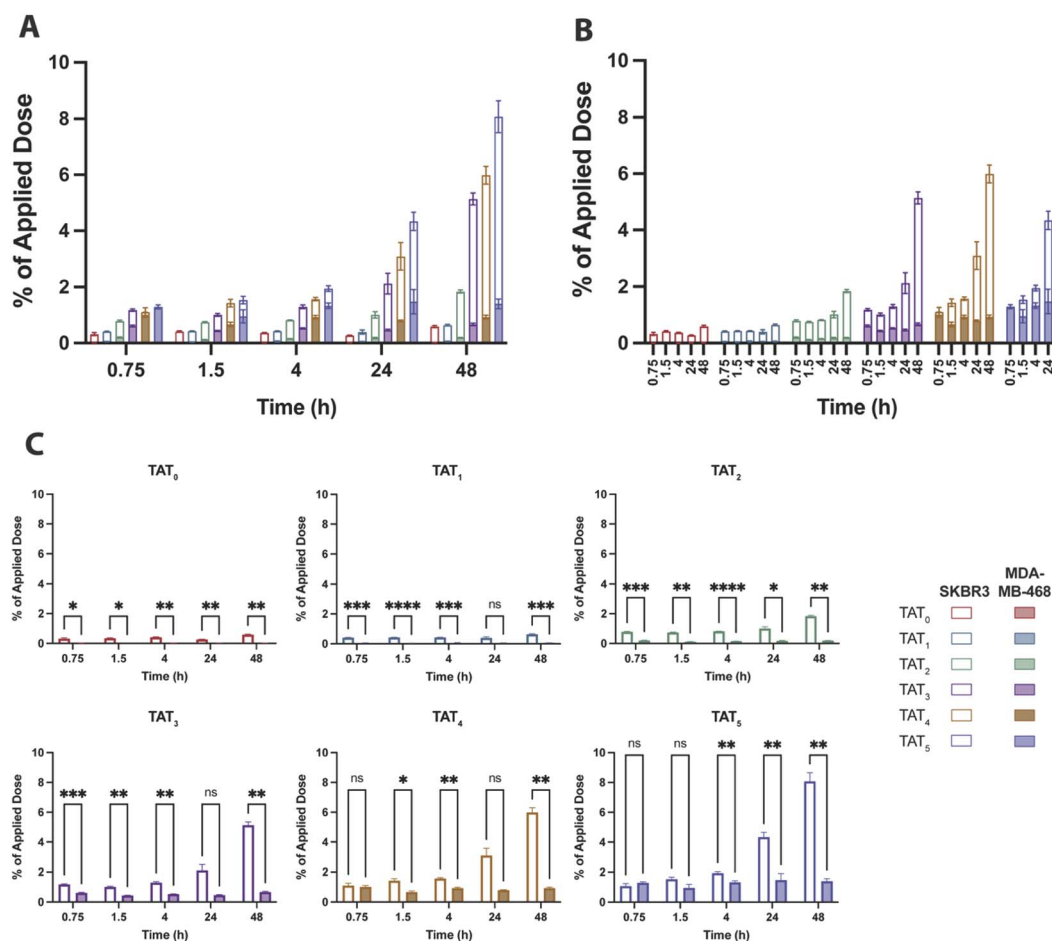 A
10
8
6
4
2
0
% of Applied Dose
0.75 1.5 4 24 48
Time (h)
B
10
8
6
4
2
0
% of Applied Dose
0.75 1.5 4 24 48 0.75 1.5 4 24 48 0.75 1.5 4 24 48 0.75 1.5 4 24 48 0.75 1.5 4 24 48 0.75 1.5 4 24
Time (h)
C
TAT₀
10
8
6
4
2
0
% of Applied Dose
* * ** ** **
0.75 1.5 4 24 48
Time (h)
TAT₁
10
8
6
4
2
0
% of Applied Dose
*** **** *** ns ***
0.75 1.5 4 24 48
Time (h)
TAT₂
10
8
6
4
2
0
% of Applied Dose
*** ** **** * **
0.75 1.5 4 24 48
Time (h)
TAT₃
10
8
6
4
2
0
% of Applied Dose
*** ** ** ns **
0.75 1.5 4 24 48
Time (h)
TAT₄
10
8
6
4
2
0
% of Applied Dose
ns * ** ns **
0.75 1.5 4 24 48
Time (h)
TAT₅
10
8
6
4
2
0
% of Applied Dose
ns ns ** ** **
0.75 1.5 4 24 48
Time (h)
SKBR3
MDA-
MB-468
TAT₀
TAT₁
TAT₂
TAT₃
TAT₄
TAT₅